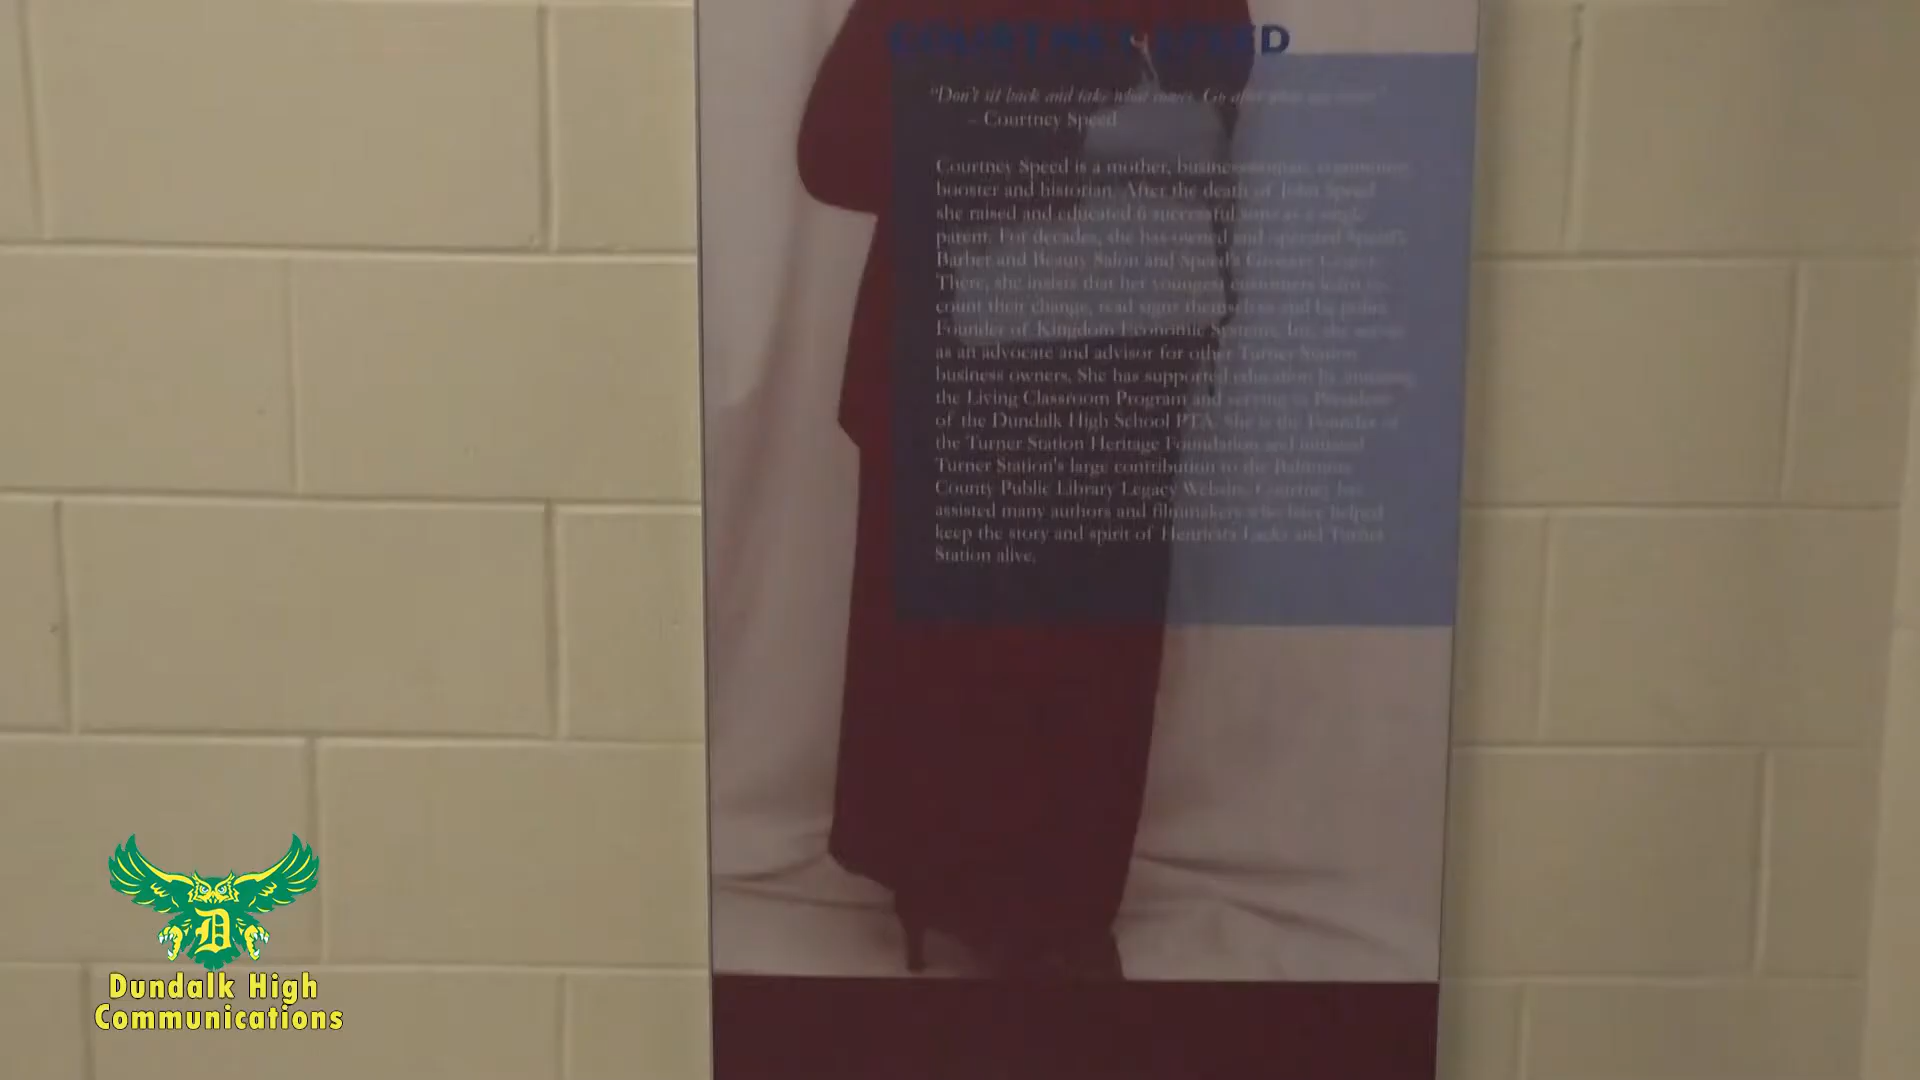 COURTNEY SPEED
"Don't sit back and take what comes. Go after what you want."
– Courtney Speed
Courtney Speed is a mother, businesswoman, community
booster and historian. After the death of John Speed
she raised and educated 6 successful sons as a single
parent. For decades, she has owned and operated Speed's
Barber and Beauty Salon and Speed's Grocery Center.
There, she insists that her youngest customers learn to
count their change, read signs themselves and be polite.
Founder of Kingdom Economic Systems, Inc. she serves
as an advocate and advisor for other Turner Station
business owners. She has supported education by
the Living Classroom Program and serving as President
of the Dundalk High School PTA. She is the Founder of
the Turner Station Heritage Foundation and initiated
Turner Station's large contribution to the Baltimore
County Public Library Legacy Website. Courtney has
assisted many authors and filmmakers who have helped
keep the story and spirit of Henrietta Lacks and Turner
Station alive.
D
Dundalk High
Communications